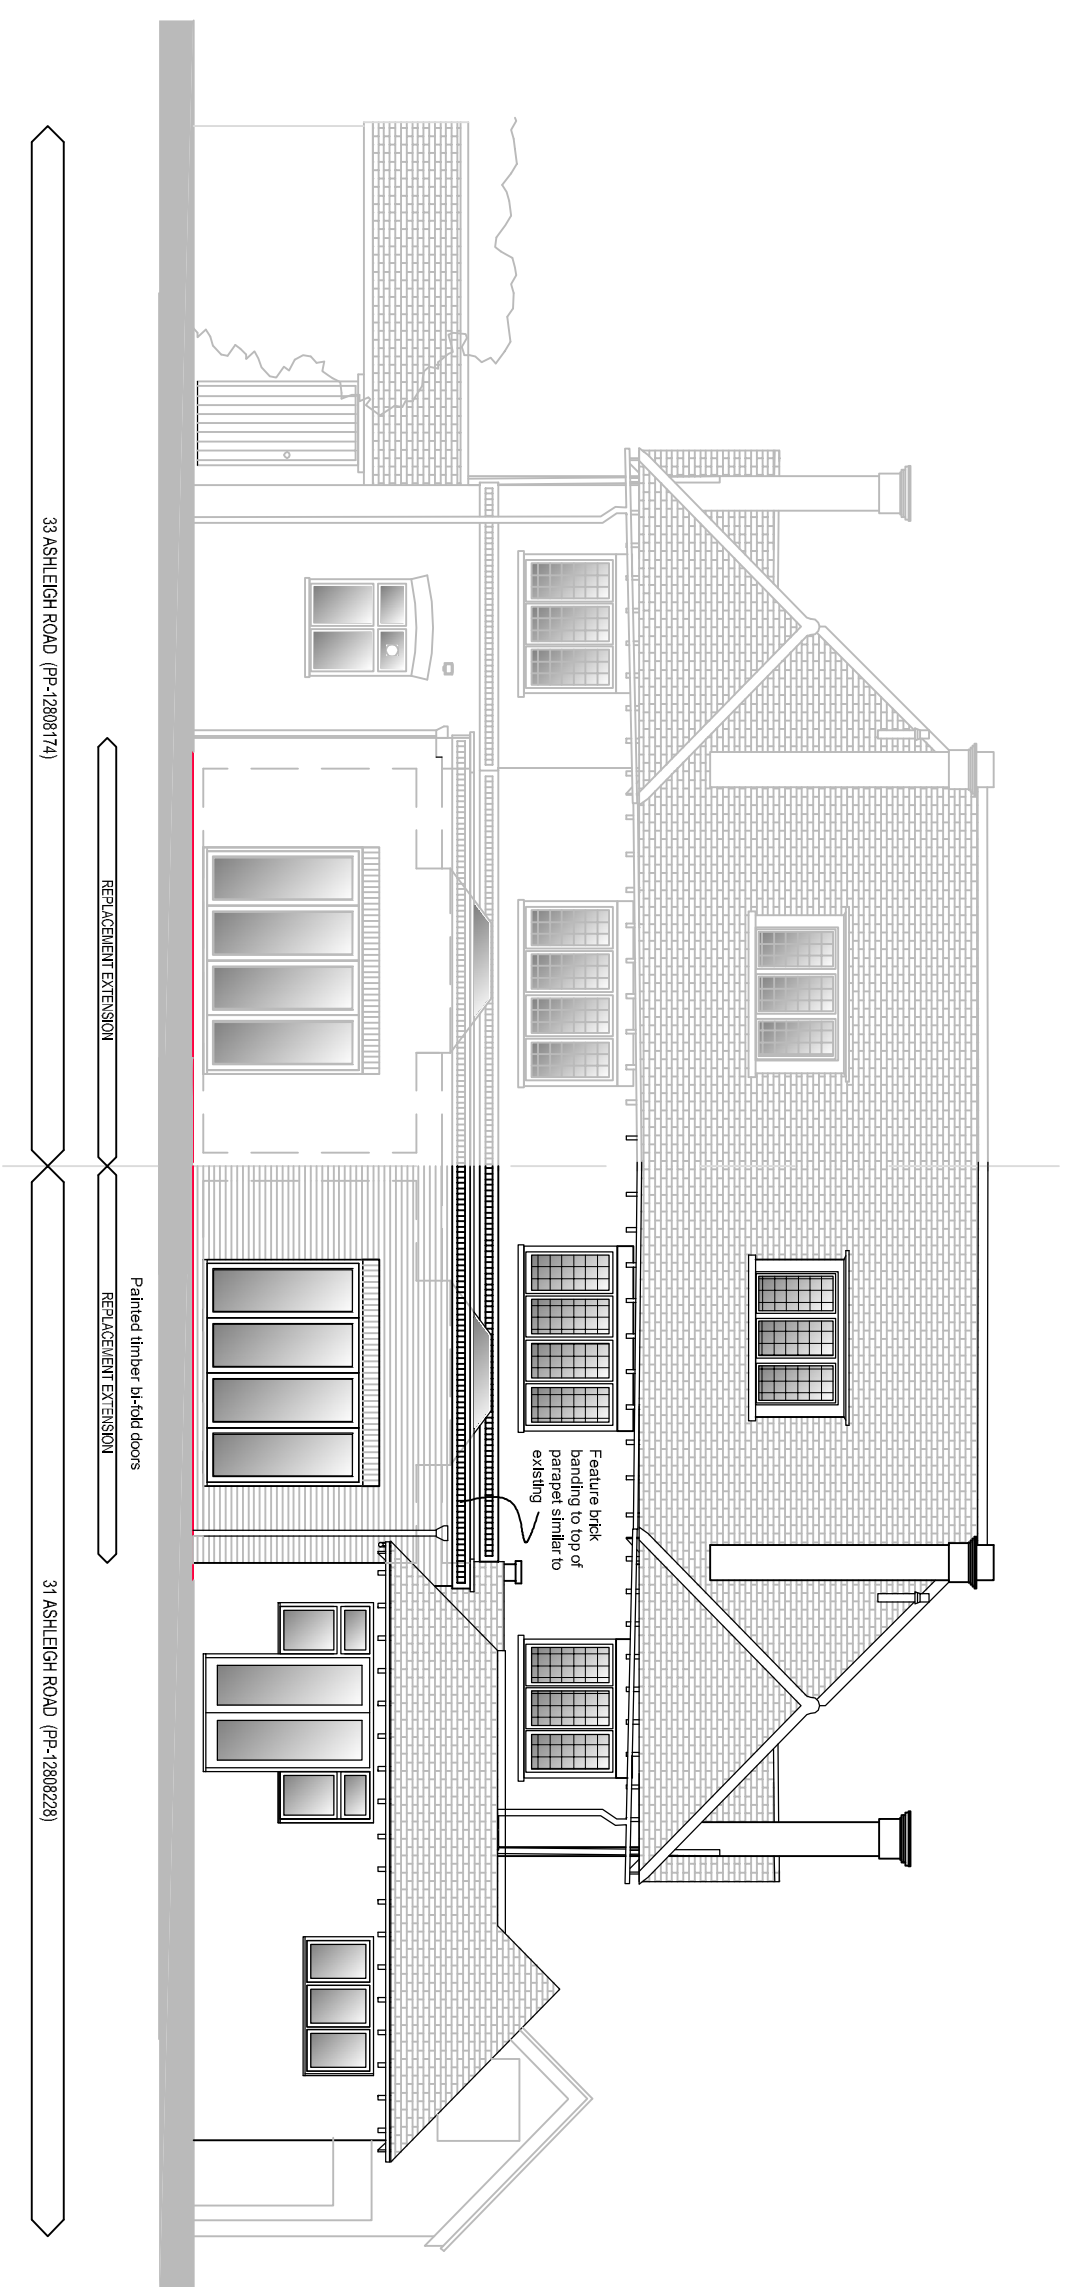 Feature brick
banding to top of
parapet similar to
existing
Painted timber bi-fold doors
REPLACEMENT EXTENSION
REPLACEMENT EXTENSION
33 ASHLEIGH ROAD (PP-12808174)
31 ASHLEIGH ROAD (PP-12808228)